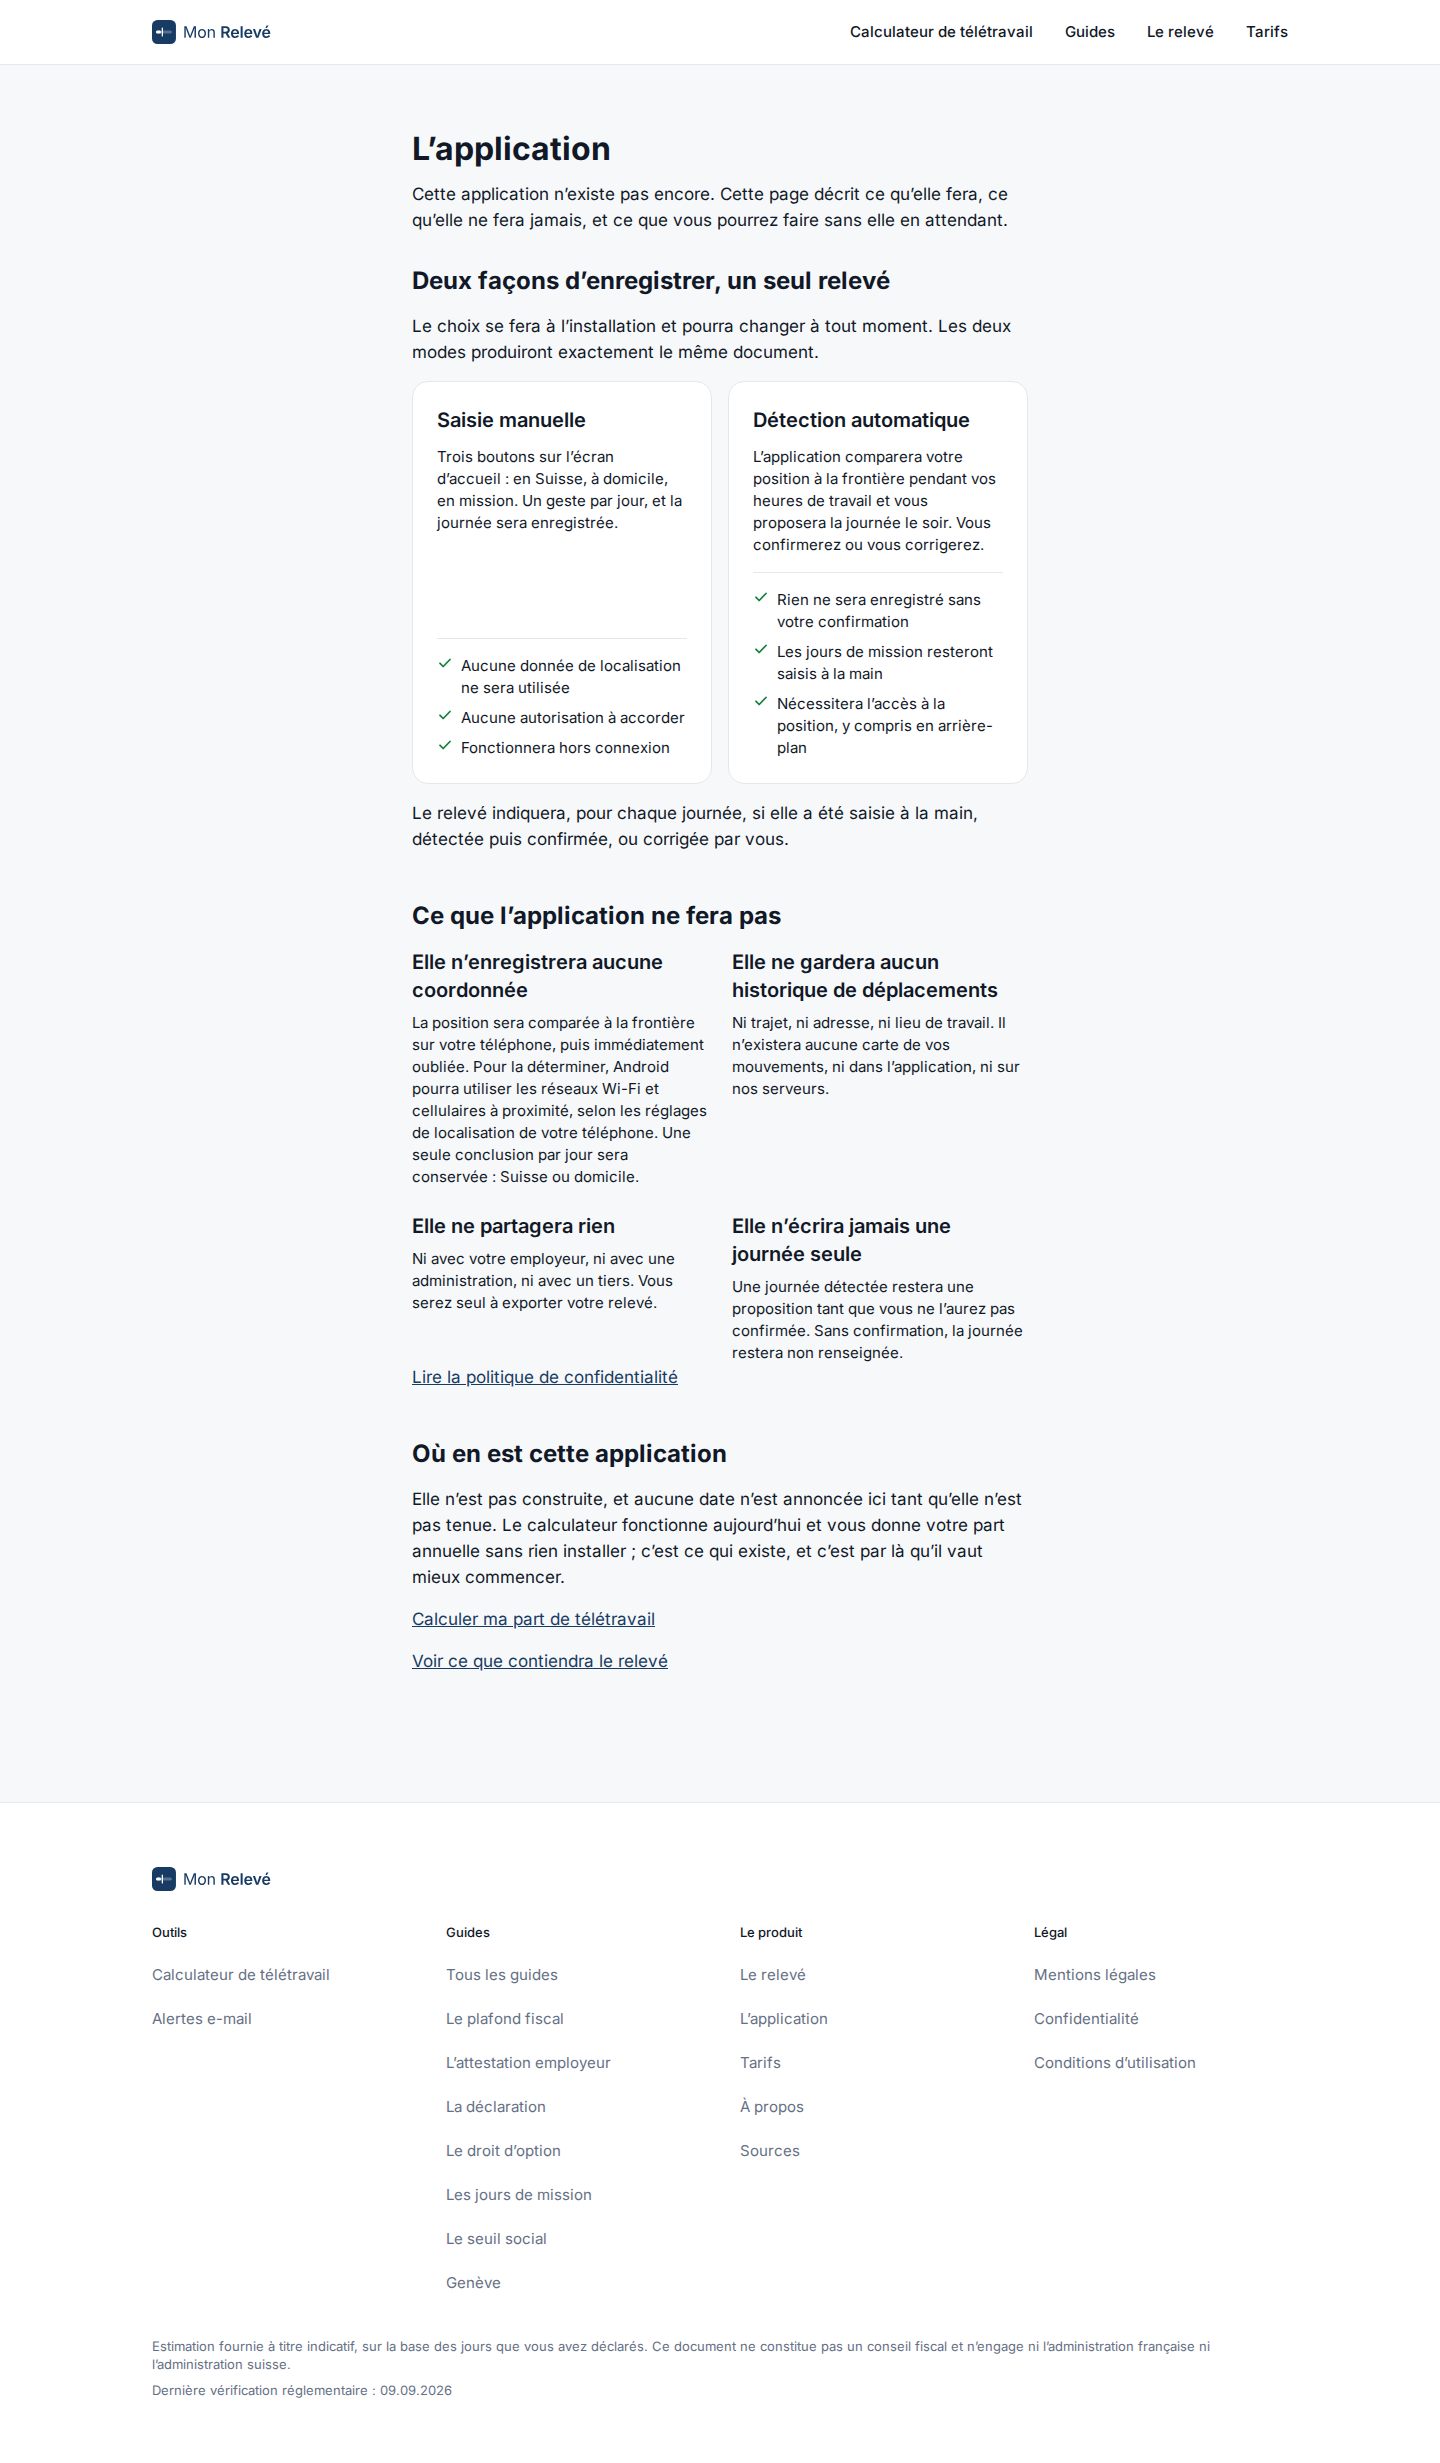 Mon Relevé
Calculateur de télétravail
Guides
Le relevé
Tarifs
L’application
Cette application n’existe pas encore. Cette page décrit ce qu’elle fera, ce
qu’elle ne fera jamais, et ce que vous pourrez faire sans elle en attendant.
Deux façons d’enregistrer, un seul relevé
Le choix se fera à l’installation et pourra changer à tout moment. Les deux
modes produiront exactement le même document.
Saisie manuelle
Trois boutons sur l’écran
d’accueil : en Suisse, à domicile,
en mission. Un geste par jour, et la
journée sera enregistrée.
Aucune donnée de localisation
ne sera utilisée
Aucune autorisation à accorder
Fonctionnera hors connexion
Détection automatique
L’application comparera votre
position à la frontière pendant vos
heures de travail et vous
proposera la journée le soir. Vous
confirmerez ou vous corrigerez.
Rien ne sera enregistré sans
votre confirmation
Les jours de mission resteront
saisis à la main
Nécessitera l’accès à la
position, y compris en arrière-
plan
Le relevé indiquera, pour chaque journée, si elle a été saisie à la main,
détectée puis confirmée, ou corrigée par vous.
Ce que l’application ne fera pas
Elle n’enregistrera aucune
coordonnée
La position sera comparée à la frontière
sur votre téléphone, puis immédiatement
oubliée. Pour la déterminer, Android
pourra utiliser les réseaux Wi-Fi et
cellulaires à proximité, selon les réglages
de localisation de votre téléphone. Une
seule conclusion par jour sera
conservée : Suisse ou domicile.
Elle ne gardera aucun
historique de déplacements
Ni trajet, ni adresse, ni lieu de travail. Il
n’existera aucune carte de vos
mouvements, ni dans l’application, ni sur
nos serveurs.
Elle ne partagera rien
Ni avec votre employeur, ni avec une
administration, ni avec un tiers. Vous
serez seul à exporter votre relevé.
Elle n’écrira jamais une
journée seule
Une journée détectée restera une
proposition tant que vous ne l’aurez pas
confirmée. Sans confirmation, la journée
restera non renseignée.
Lire la politique de confidentialité
Où en est cette application
Elle n’est pas construite, et aucune date n’est annoncée ici tant qu’elle n’est
pas tenue. Le calculateur fonctionne aujourd’hui et vous donne votre part
annuelle sans rien installer ; c’est ce qui existe, et c’est par là qu’il vaut
mieux commencer.
Calculer ma part de télétravail
Voir ce que contiendra le relevé
Mon Relevé
Outils
Calculateur de télétravail
Alertes e-mail
Guides
Tous les guides
Le plafond fiscal
L’attestation employeur
La déclaration
Le droit d’option
Les jours de mission
Le seuil social
Genève
Le produit
Le relevé
L’application
Tarifs
À propos
Sources
Légal
Mentions légales
Confidentialité
Conditions d’utilisation
Estimation fournie à titre indicatif, sur la base des jours que vous avez déclarés. Ce document ne constitue pas un conseil fiscal et n’engage ni l’administration française ni
l’administration suisse.
Dernière vérification réglementaire : 09.09.2026